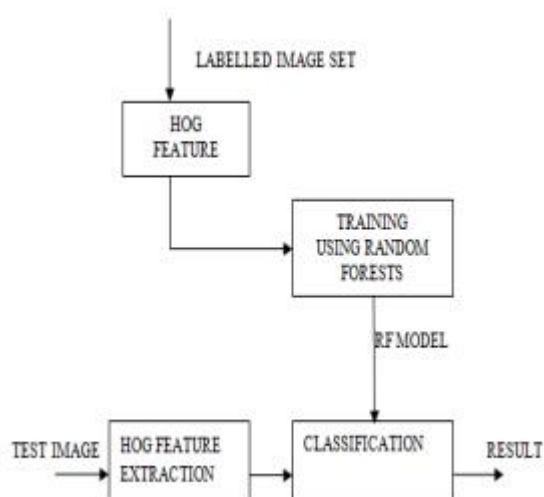 LABELLED IMAGE SET
HOG
FEATURE
TRAINING
USING RANDOM
FORESTS
RF MODEL
TEST IMAGE
HOG FEATURE
EXTRACTION
CLASSIFICATION
RESULT